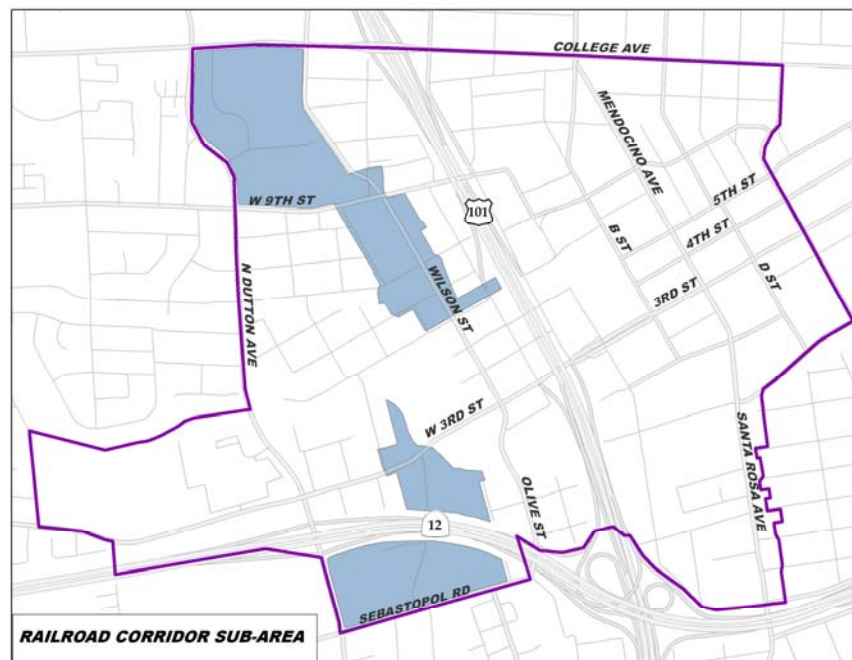 COLLEGE AVE
MENDOCINO AVE
5TH ST
W 9TH ST
101
4TH ST
B ST
D ST
3RD ST
N DUTTON AVE
WILSON ST
W 3RD ST
SANTA ROSA AVE
OLIVE ST
12
SEBASTOPOL RD
RAILROAD CORRIDOR SUB-AREA